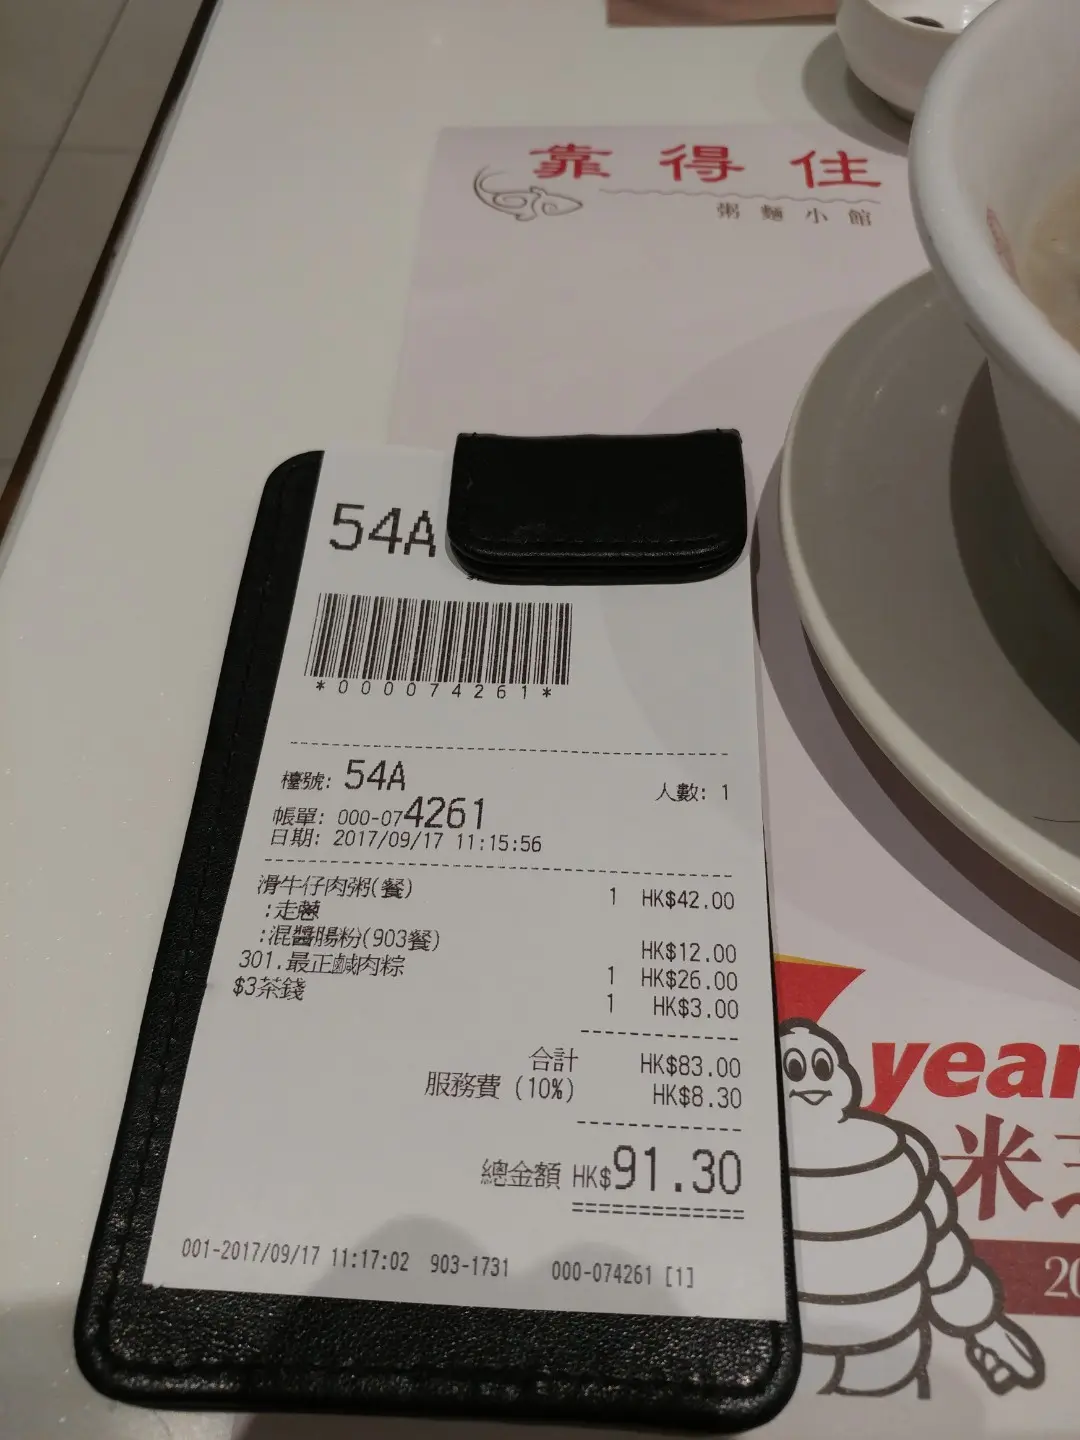 靠得住
粥麵小館
54A
*000074261*
檯號: 54A 人數: 1
帳單: 000-074261
日期: 2017/09/17 11:15:56
滑牛仔肉粥(餐) 1 HK$42.00
:走蔥
:混醬腸粉(903餐) HK$12.00
301.最正鹹肉粽 1 HK$26.00
$3茶錢 1 HK$3.00
合計 HK$83.00
服務費 (10%) HK$8.30
總金額 HK$91.30
001-2017/09/17 11:17:02 903-1731 000-074261 [1]
year
米
20